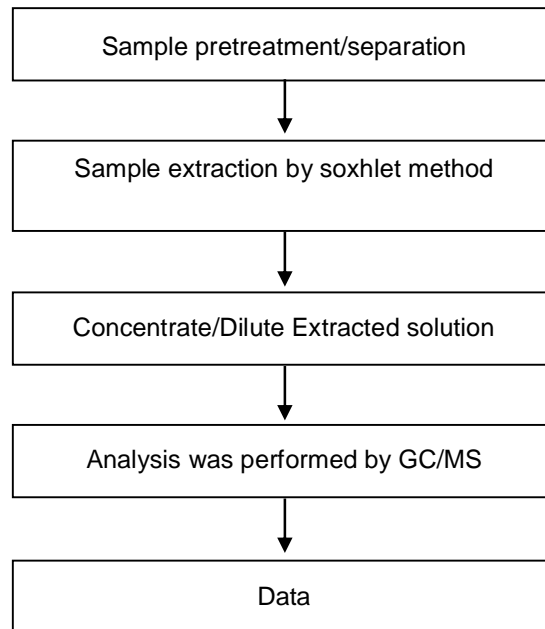 Sample pretreatment/separation
Sample extraction by soxhlet method
Concentrate/Dilute Extracted solution
Analysis was performed by GC/MS
Data